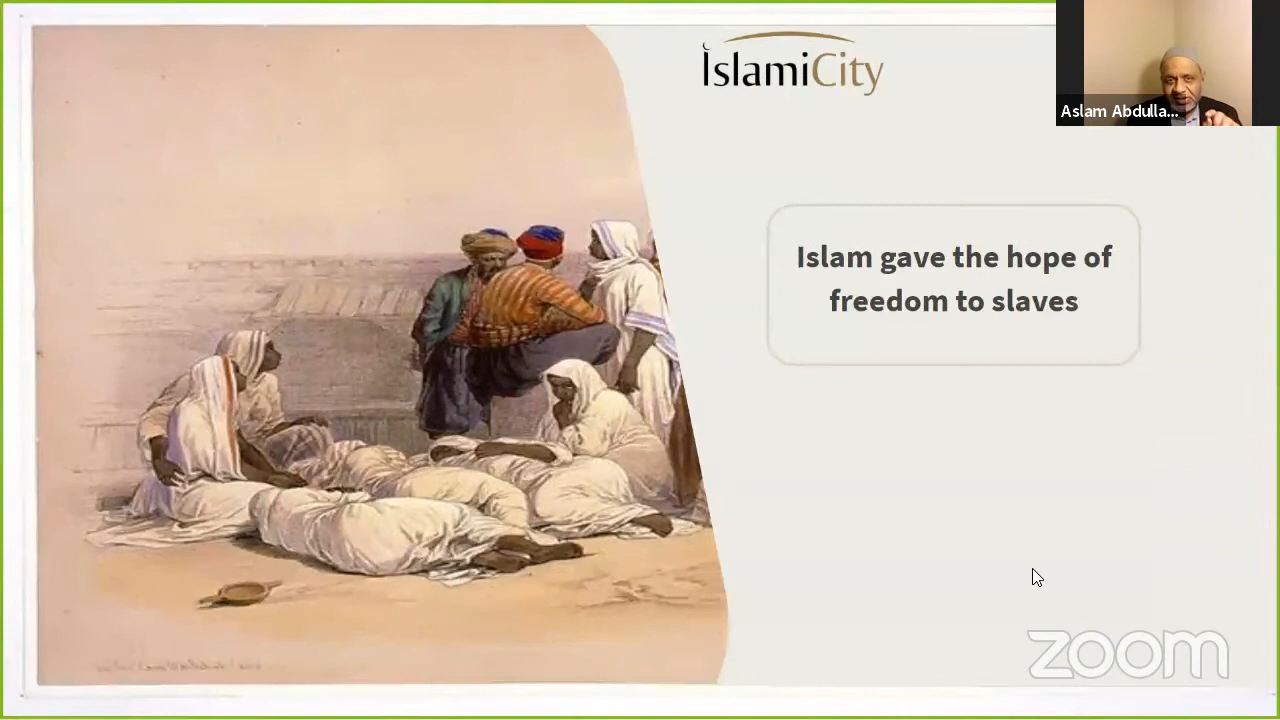 IslamiCity
Aslam Abdulla...
Islam gave the hope of
freedom to slaves
zoom